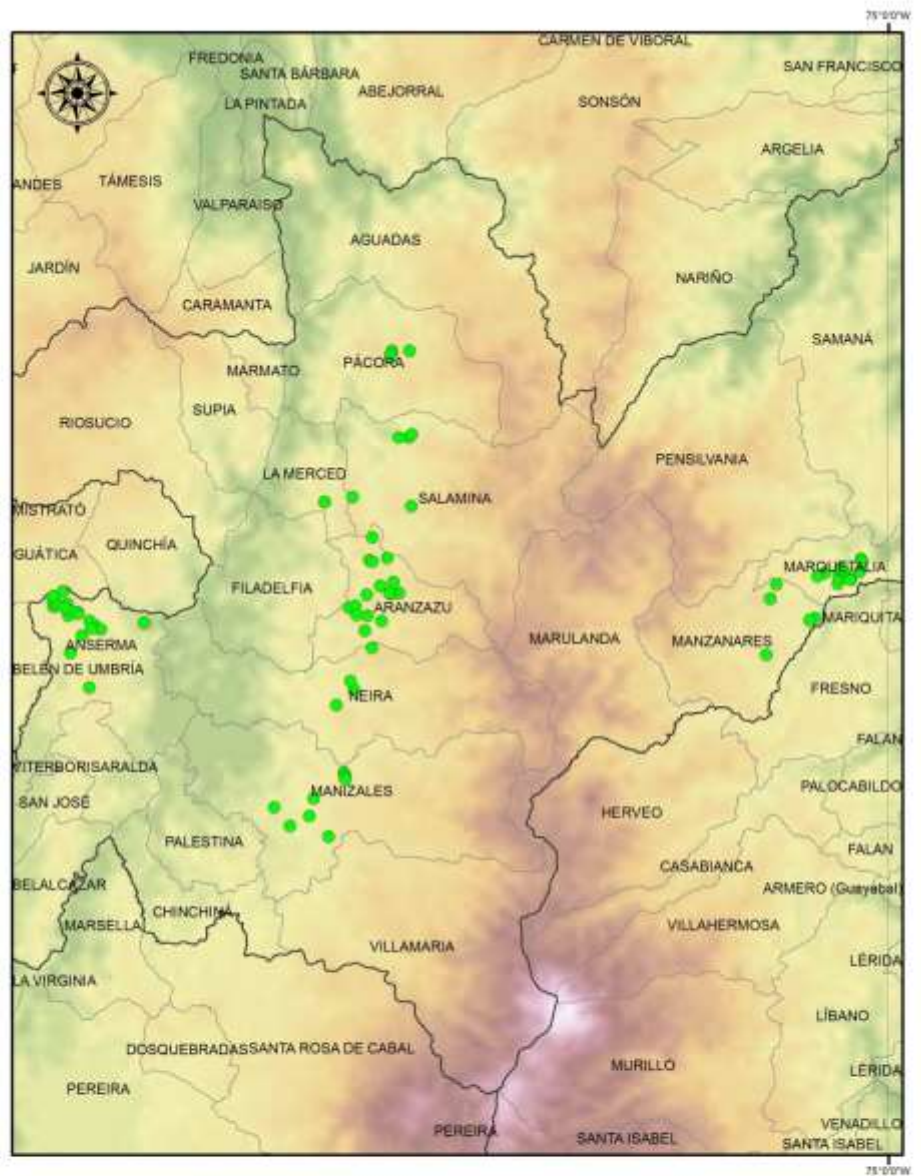 75°0'0"W
CARMEN DE VIBORAL
FREDONIA
SAN FRANCISCO
SANTA BÁRBARA
ABEJORRAL
LA PINTADA
SONSÓN
ARGELIA
ANDES
TÁMESIS
VALPARAISO
AGUADAS
JARDÍN
NARIÑO
CARAMANTA
SAMANÁ
PÁCORA
MARMATO
SUPIA
RIOSUCIO
PENSILVANIA
LA MERCED
SALAMINA
MISTRATÓ
QUINCHÍA
GUÁTICA
MARQUETALIA
FILADELFIA
ARANZAZU
MARIQUITA
MARULANDA
MANZANARES
ANSERMA
BELÉN DE UMBRÍA
FRESNO
NEIRA
FALAN
VITERBO
RISARALDA
PALOCABILDO
MANIZALES
SAN JOSÉ
HERVEO
PALESTINA
FALAN
CASABIANCA
BELALCÁZAR
ARMERO (Guayabal)
CHINCHINÁ
MARSELLA
VILLAHERMOSA
VILLAMARIA
LÉRIDA
LA VIRGINIA
LÍBANO
DOSQUEBRADAS
SANTA ROSA DE CABAL
MURILLO
LÉRIDA
PEREIRA
VENADILLO
PEREIRA
SANTA ISABEL
SANTA ISABEL
75°0'0"W